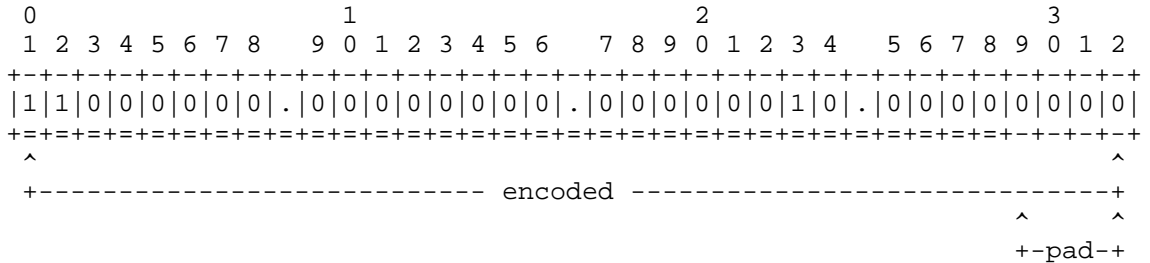 0                   1                     2                     3
 1 2 3 4 5 6 7 8   9 0 1 2 3 4 5 6   7 8 9 0 1 2 3 4   5 6 7 8 9 0 1 2
+-+-+-+-+-+-+-+-+-+-+-+-+-+-+-+-+-+-+-+-+-+-+-+-+-+-+-+-+-+-+-+-+-+-+-+
|1|1|0|0|0|0|0|0|.|0|0|0|0|0|0|0|0|.|0|0|0|0|0|0|1|0|.|0|0|0|0|0|0|0|0|
+=+=+=+=+=+=+=+=+=+=+=+=+=+=+=+=+=+=+=+=+=+=+=+=+=+=+=+=+=+=+=+-+-+-+-+
 ^                                                                   ^
 +---------------------------- encoded ------------------------------+
                                                               ^     ^
                                                               +-pad-+